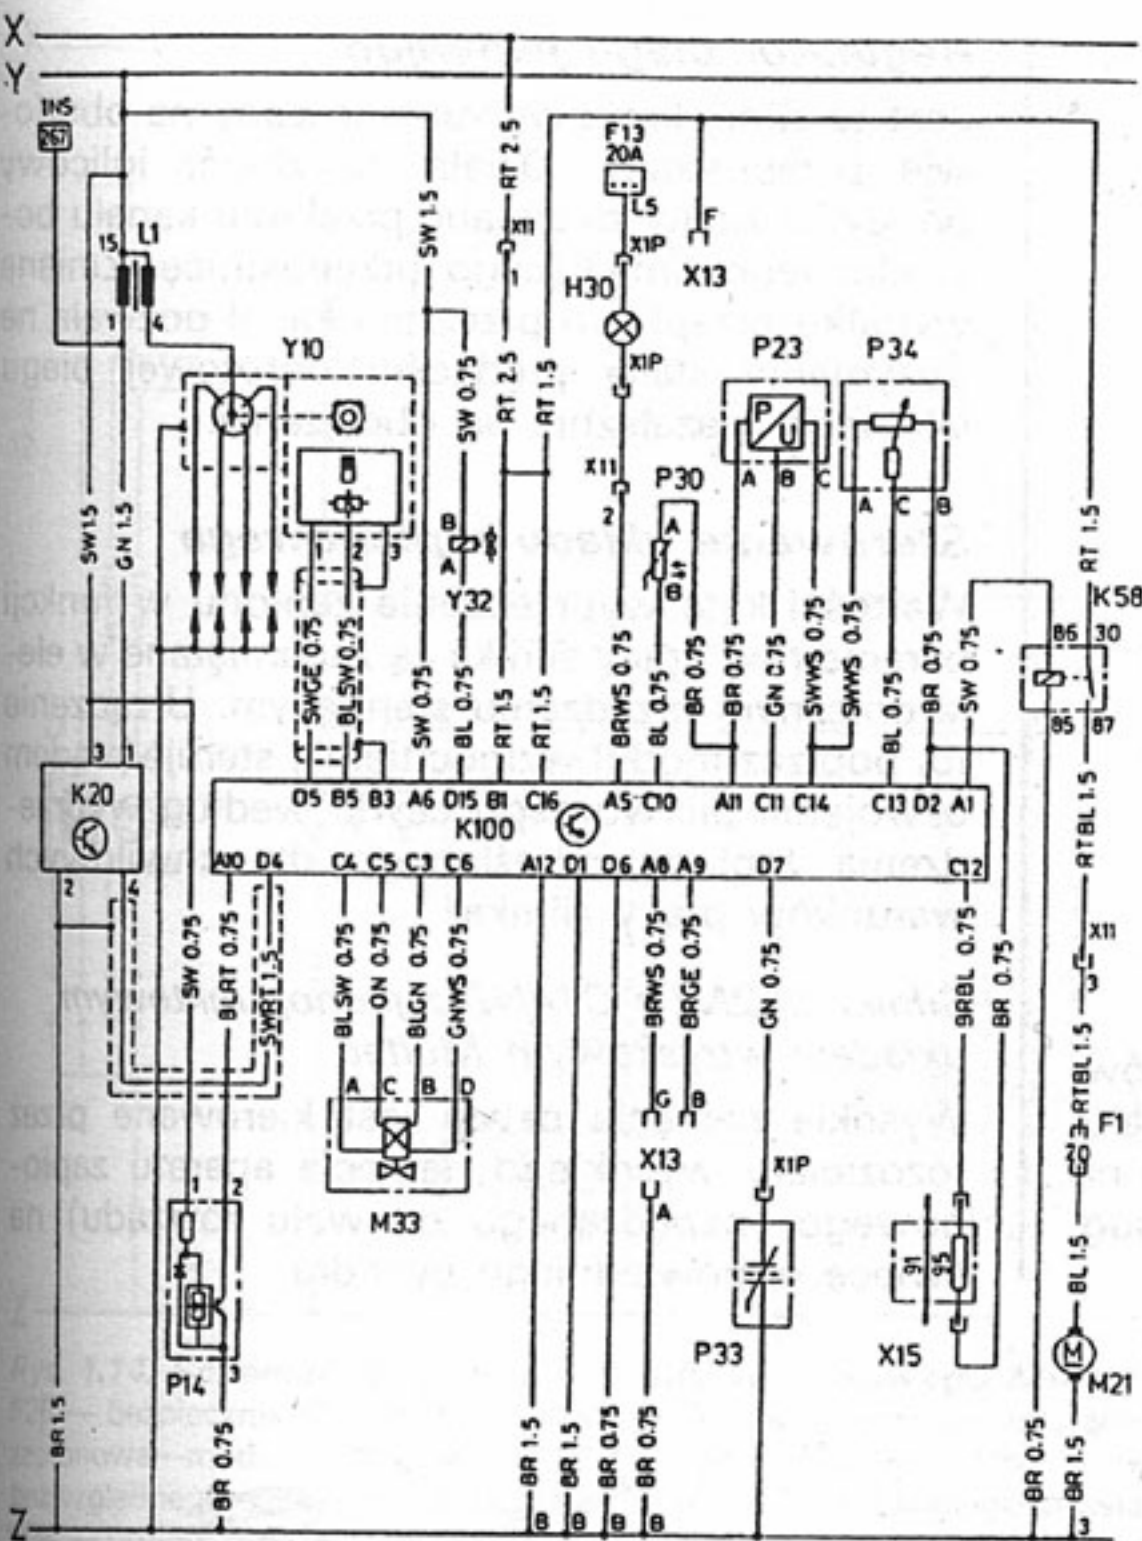 X
Y
1N5
267
F13
20A
L5
X11
1
X1P
F
X13
15
L1
1
4
SW 1.5
RT 2.5
H30
Y10
X1P
P23
P34
SW 0.75
RT 2.5
RT 1.5
P
U
X11
2
P30
A
B
C
A
C
B
SW1.5
GN 1.5
1
2
3
B
A
Y32
A
B
RT 1.5
K58
86
30
85
87
SWGE 0.75
BLSW 0.75
SW 0.75
BL 0.75
RT 1.5
RT 1.5
BRWS 0.75
BL 0.75
BR 0.75
BR 0.75
GN 0.75
SWWS 0.75
SWWS 0.75
BL 0.75
BR 0.75
SW 0.75
3
K20
2
4
D5
B5
B3
A6
D15
B1
C16
A5
C10
A11
C11
C14
C13
D2
A1
K100
A10
D4
C4
C5
C3
C6
A12
D1
D6
A8
A9
D7
C12
RTBL 1.5
X11
3
SW 0.75
BLRT 0.75
SWRT 1.5
BLSW 0.75
GN 0.75
BLGN 0.75
GNWS 0.75
BRWS 0.75
BRGE 0.75
GN 0.75
BRBL 0.75
BR 0.75
RTBL 1.5
A
C
B
D
M33
G
B
X13
A
X1P
F1
1
2
P14
3
P33
91
95
X15
BL 1.5
M
M21
BR 1.5
BR 0.75
BR 1.5
BR 1.5
BR 0.75
BR 0.75
BR 0.75
BR 1.5
Z
B
B
B
B
3